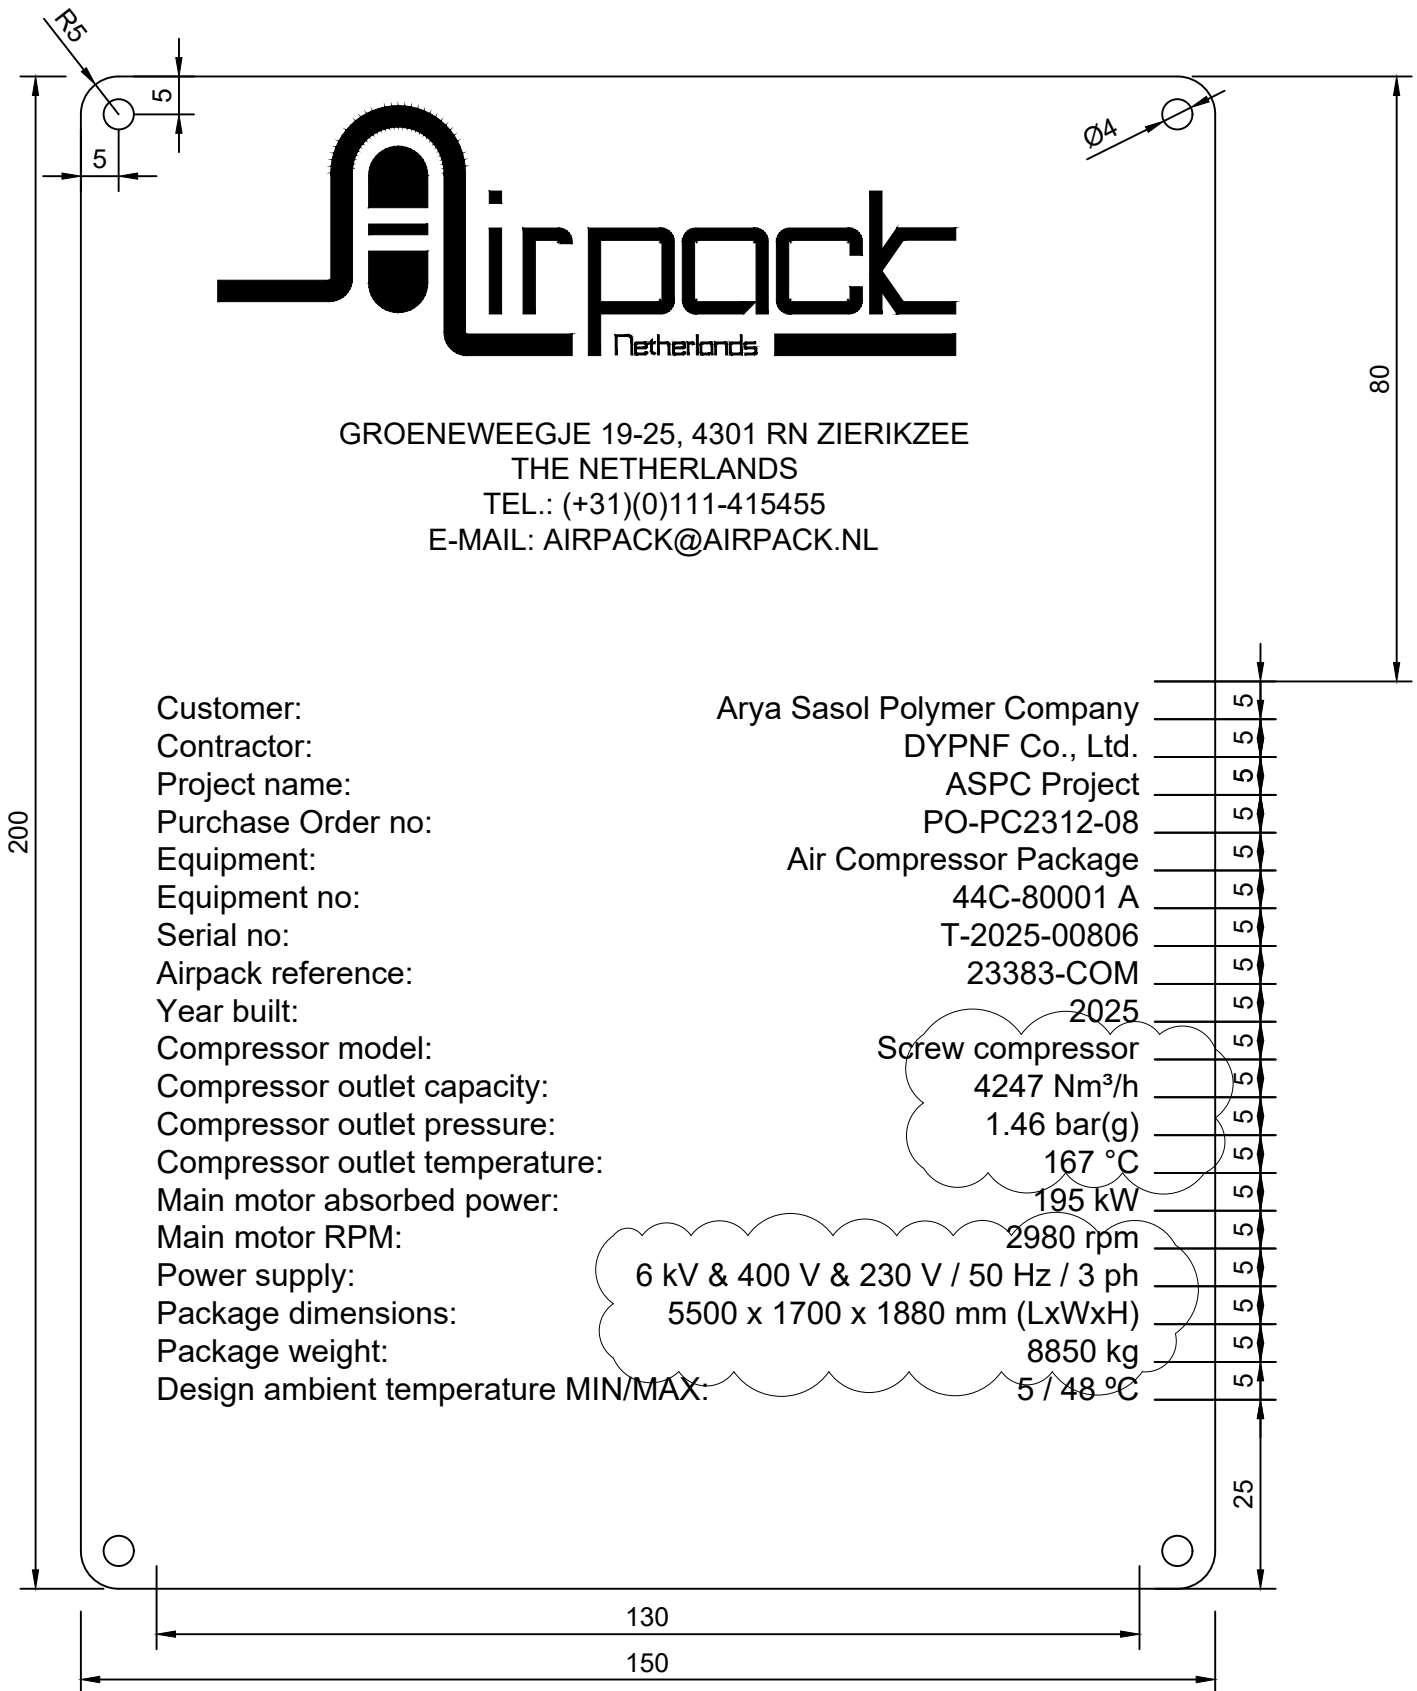 R5
5
5
Ø4
Airpack
Netherlands
80
GROENEWEEGJE 19-25, 4301 RN ZIERIKZEE
THE NETHERLANDS
TEL.: (+31)(0)111-415455
E-MAIL: AIRPACK@AIRPACK.NL
200
Customer: Arya Sasol Polymer Company 5
Contractor: DYPNF Co., Ltd. 5
Project name: ASPC Project 5
Purchase Order no: PO-PC2312-08 5
Equipment: Air Compressor Package 5
Equipment no: 44C-80001 A 5
Serial no: T-2025-00806 5
Airpack reference: 23383-COM 5
Year built: 2025 5
Compressor model: Screw compressor 5
Compressor outlet capacity: 4247 Nm³/h 5
Compressor outlet pressure: 1.46 bar(g) 5
Compressor outlet temperature: 167 °C 5
Main motor absorbed power: 195 kW 5
Main motor RPM: 2980 rpm 5
Power supply: 6 kV & 400 V & 230 V / 50 Hz / 3 ph 5
Package dimensions: 5500 x 1700 x 1880 mm (LxWxH) 5
Package weight: 8850 kg 5
Design ambient temperature MIN/MAX: 5 / 48 ºC 5
25
130
150